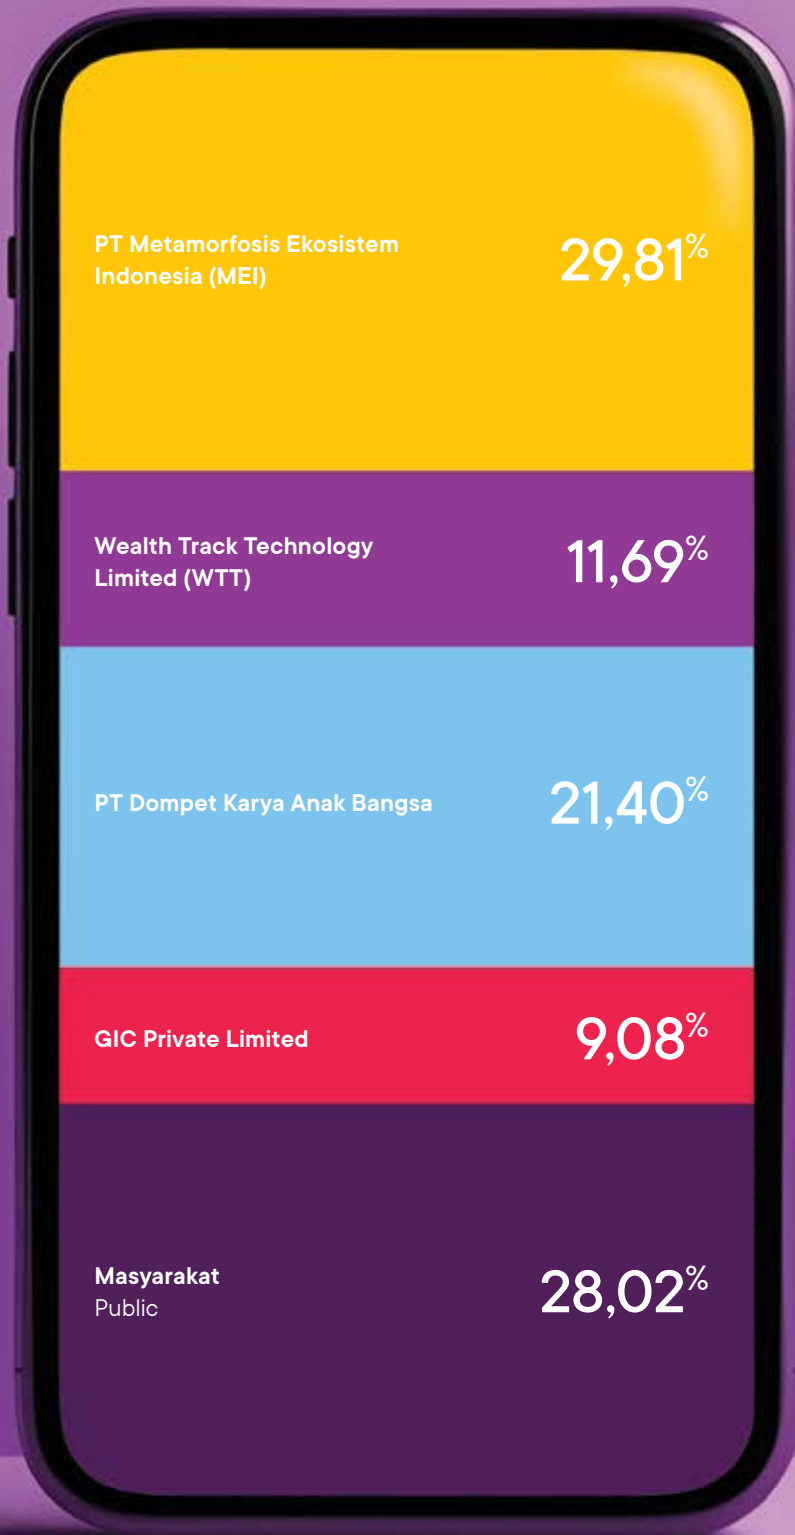 PT Metamorfosis Ekosistem
Indonesia (MEI)
29,81%
Wealth Track Technology
Limited (WTT)
11,69%
PT Dompet Karya Anak Bangsa
21,40%
GIC Private Limited
9,08%
Masyarakat
Public
28,02%